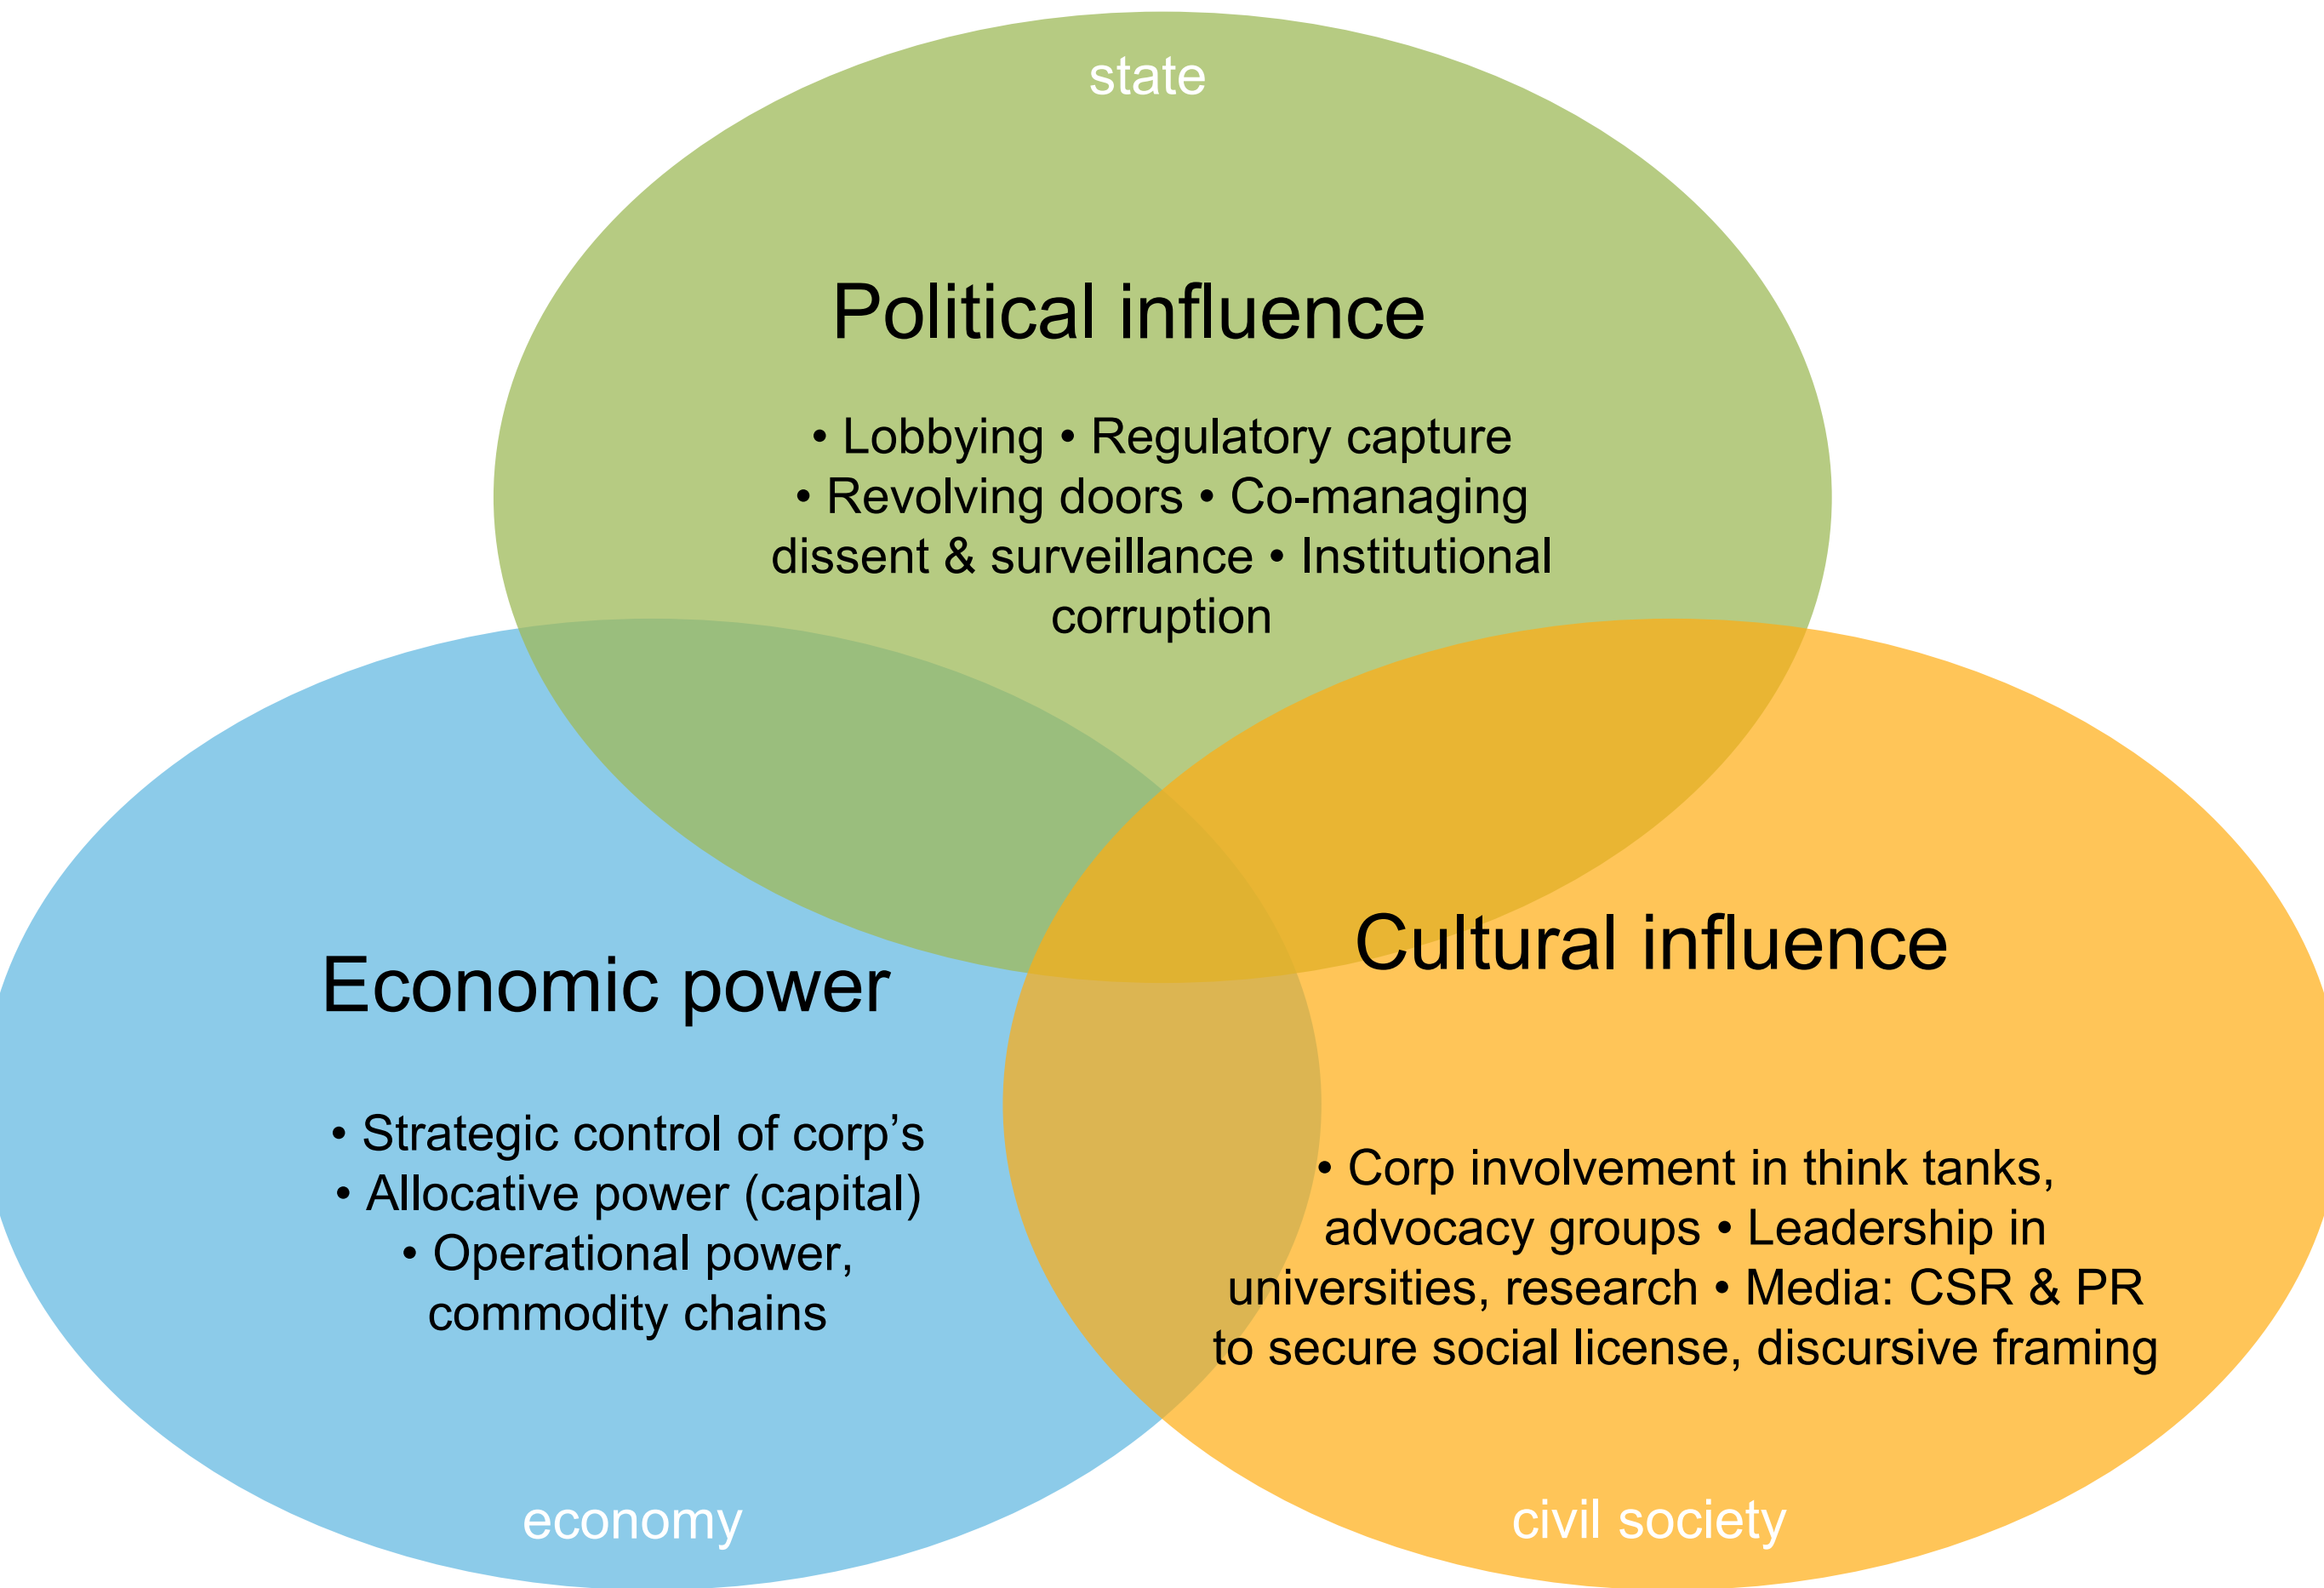 state
Political influence
• Lobbying • Regulatory capture
• Revolving doors • Co-managing
dissent & surveillance • Institutional
corruption
Economic power
• Strategic control of corp’s
• Allocative power (capital)
• Operational power,
commodity chains
economy
Cultural influence
• Corp involvement in think tanks,
advocacy groups • Leadership in
universities, research • Media: CSR & PR
to secure social license, discursive framing
civil society